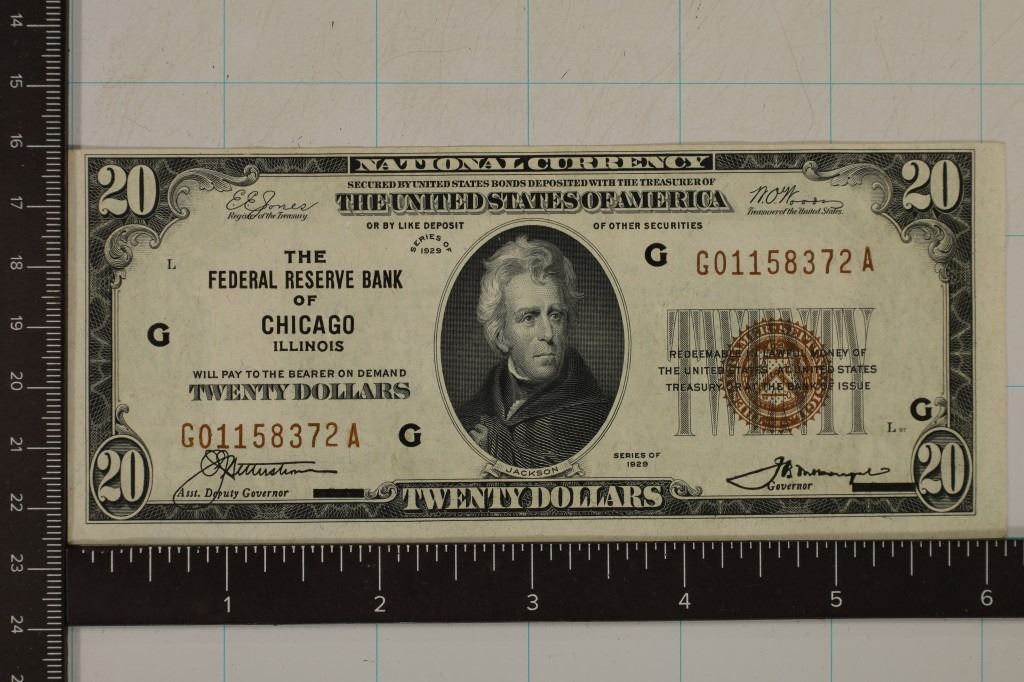 NATIONAL CURRENCY
SECURED BY UNITED STATES BONDS DEPOSITED WITH THE TREASURER OF
THE UNITED STATES OF AMERICA
OR BY LIKE DEPOSIT OF OTHER SECURITIES
20
20
E E Jones
Register of the Treasury.
W.O. Woods
Treasurer of the United States.
SERIES OF
1929
L
THE
FEDERAL RESERVE BANK
OF
CHICAGO
ILLINOIS
G
G
G01158372A
WILL PAY TO THE BEARER ON DEMAND
TWENTY DOLLARS
TWENTY
REDEEMABLE IN LAWFUL MONEY OF
THE UNITED STATES AT UNITED STATES
TREASURY OR AT THE BANK OF ISSUE
G01158372A
G
G
L
SERIES OF
1929
JACKSON
Asst. Deputy Governor
Governor
20
TWENTY DOLLARS
20
14
15
16
17
18
19
20
21
22
23
24
1 2 3 4 5 6